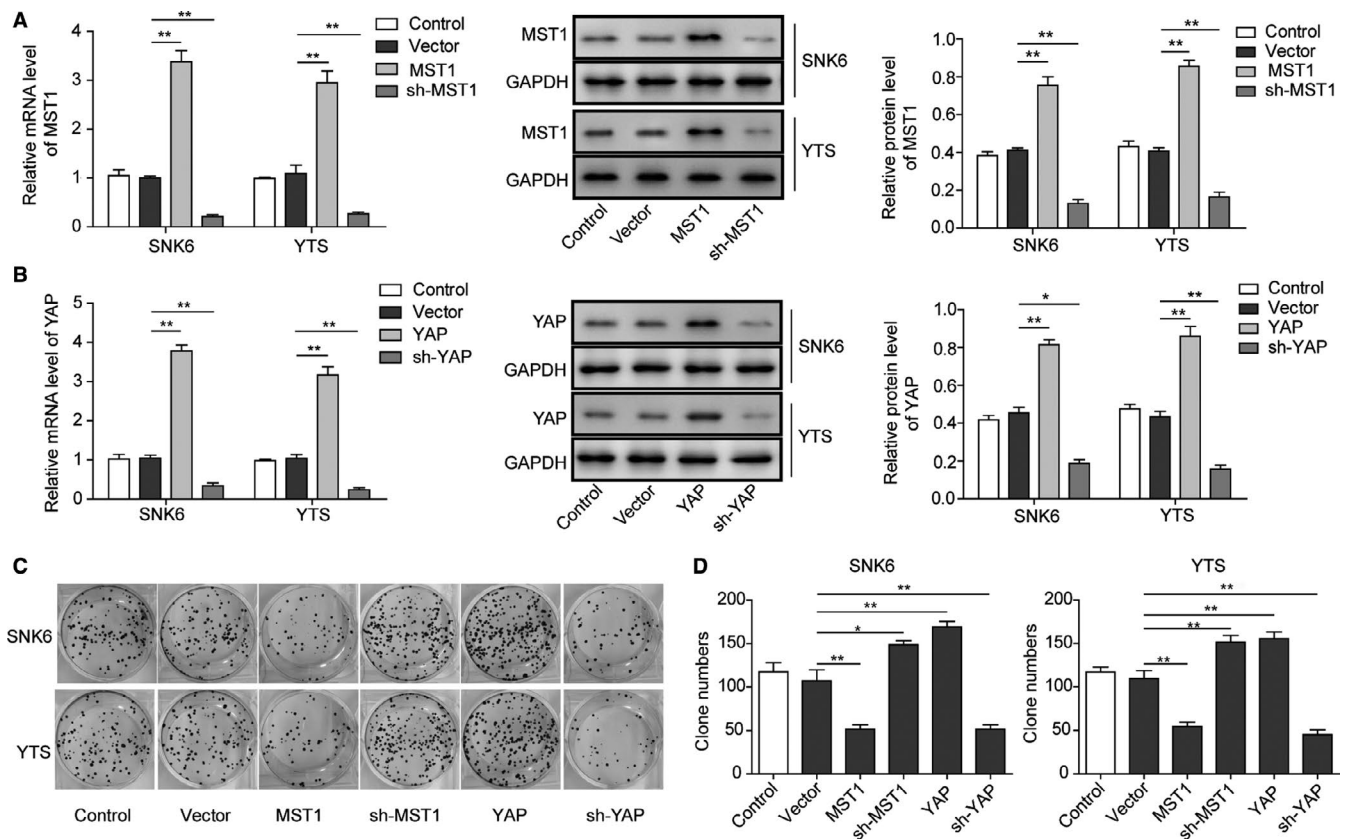 A
Relative mRNA level
of MST1
4
3
2
1
0
**
**
**
**
SNK6
YTS
Control
Vector
MST1
sh-MST1
MST1
GAPDH
SNK6
MST1
GAPDH
YTS
Control
Vector
MST1
sh-MST1
Relative protein level
of MST1
1.0
0.8
0.6
0.4
0.2
0.0
**
**
**
**
SNK6
YTS
Control
Vector
MST1
sh-MST1
B
Relative mRNA level of YAP
5
4
3
2
1
0
**
**
**
**
SNK6
YTS
Control
Vector
YAP
sh-YAP
YAP
GAPDH
SNK6
YAP
GAPDH
YTS
Control
Vector
YAP
sh-YAP
Relative protein level
of YAP
1.0
0.8
0.6
0.4
0.2
0.0
*
**
**
**
SNK6
YTS
Control
Vector
YAP
sh-YAP
C
SNK6
YTS
Control
Vector
MST1
sh-MST1
YAP
sh-YAP
D
SNK6
Clone numbers
200
150
100
50
0
**
**
*
**
Control
Vector
MST1
sh-MST1
YAP
sh-YAP
YTS
Clone numbers
200
150
100
50
0
**
**
**
**
Control
Vector
MST1
sh-MST1
YAP
sh-YAP